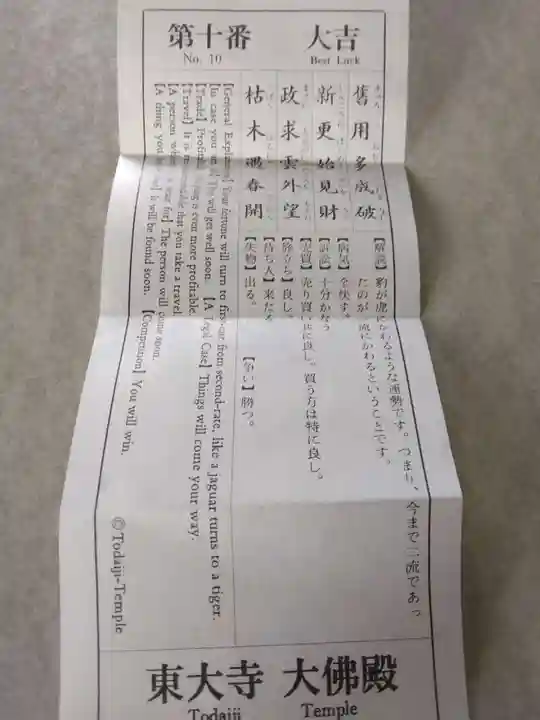 第十番 大吉
No. 10 Best Luck
舊用多成破
新更始見財
政求雲外望
枯木遇春開
【解説】豹が虎にかわるような運勢です。つまり、今まで二流であっ
たのが一流にかわるということです。
【病気】全快す。
【訴訟】十分かなう
【売買】売り買い共に良し。買う方は特に良し。
【旅立ち】良し。
【待ち人】来たる
【失物】出る。 【争い】勝つ。
【General Explanation】Your fortune will turn to first-rate from second-rate, like a jaguar turns to a tiger.
In case you are ill】You will get well soon. 【A Legal Case】Things will come your way.
【Trade】Profitable. is even more profitable.
【Travel】It is that you take a travel.
【A person wait for】The person will come soon.
【A thing you】It will be found soon. 【Competition】You will win.
©Todaiji-Temple
東大寺 大佛殿
Todaiji Temple